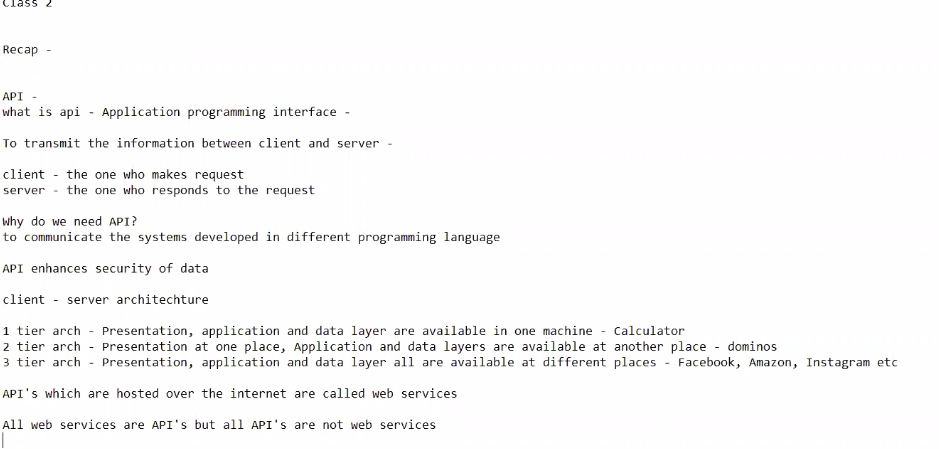 Class 2
Recap -
API -
what is api - Application programming interface -
To transmit the information between client and server -
client - the one who makes request
server - the one who responds to the request
Why do we need API?
to communicate the systems developed in different programming language
API enhances security of data
client - server architechture
1 tier arch - Presentation, application and data layer are available in one machine - Calculator
2 tier arch - Presentation at one place, Application and data layers are available at another place - dominos
3 tier arch - Presentation, application and data layer all are available at different places - Facebook, Amazon, Instagram etc
API's which are hosted over the internet are called web services
All web services are API's but all API's are not web services